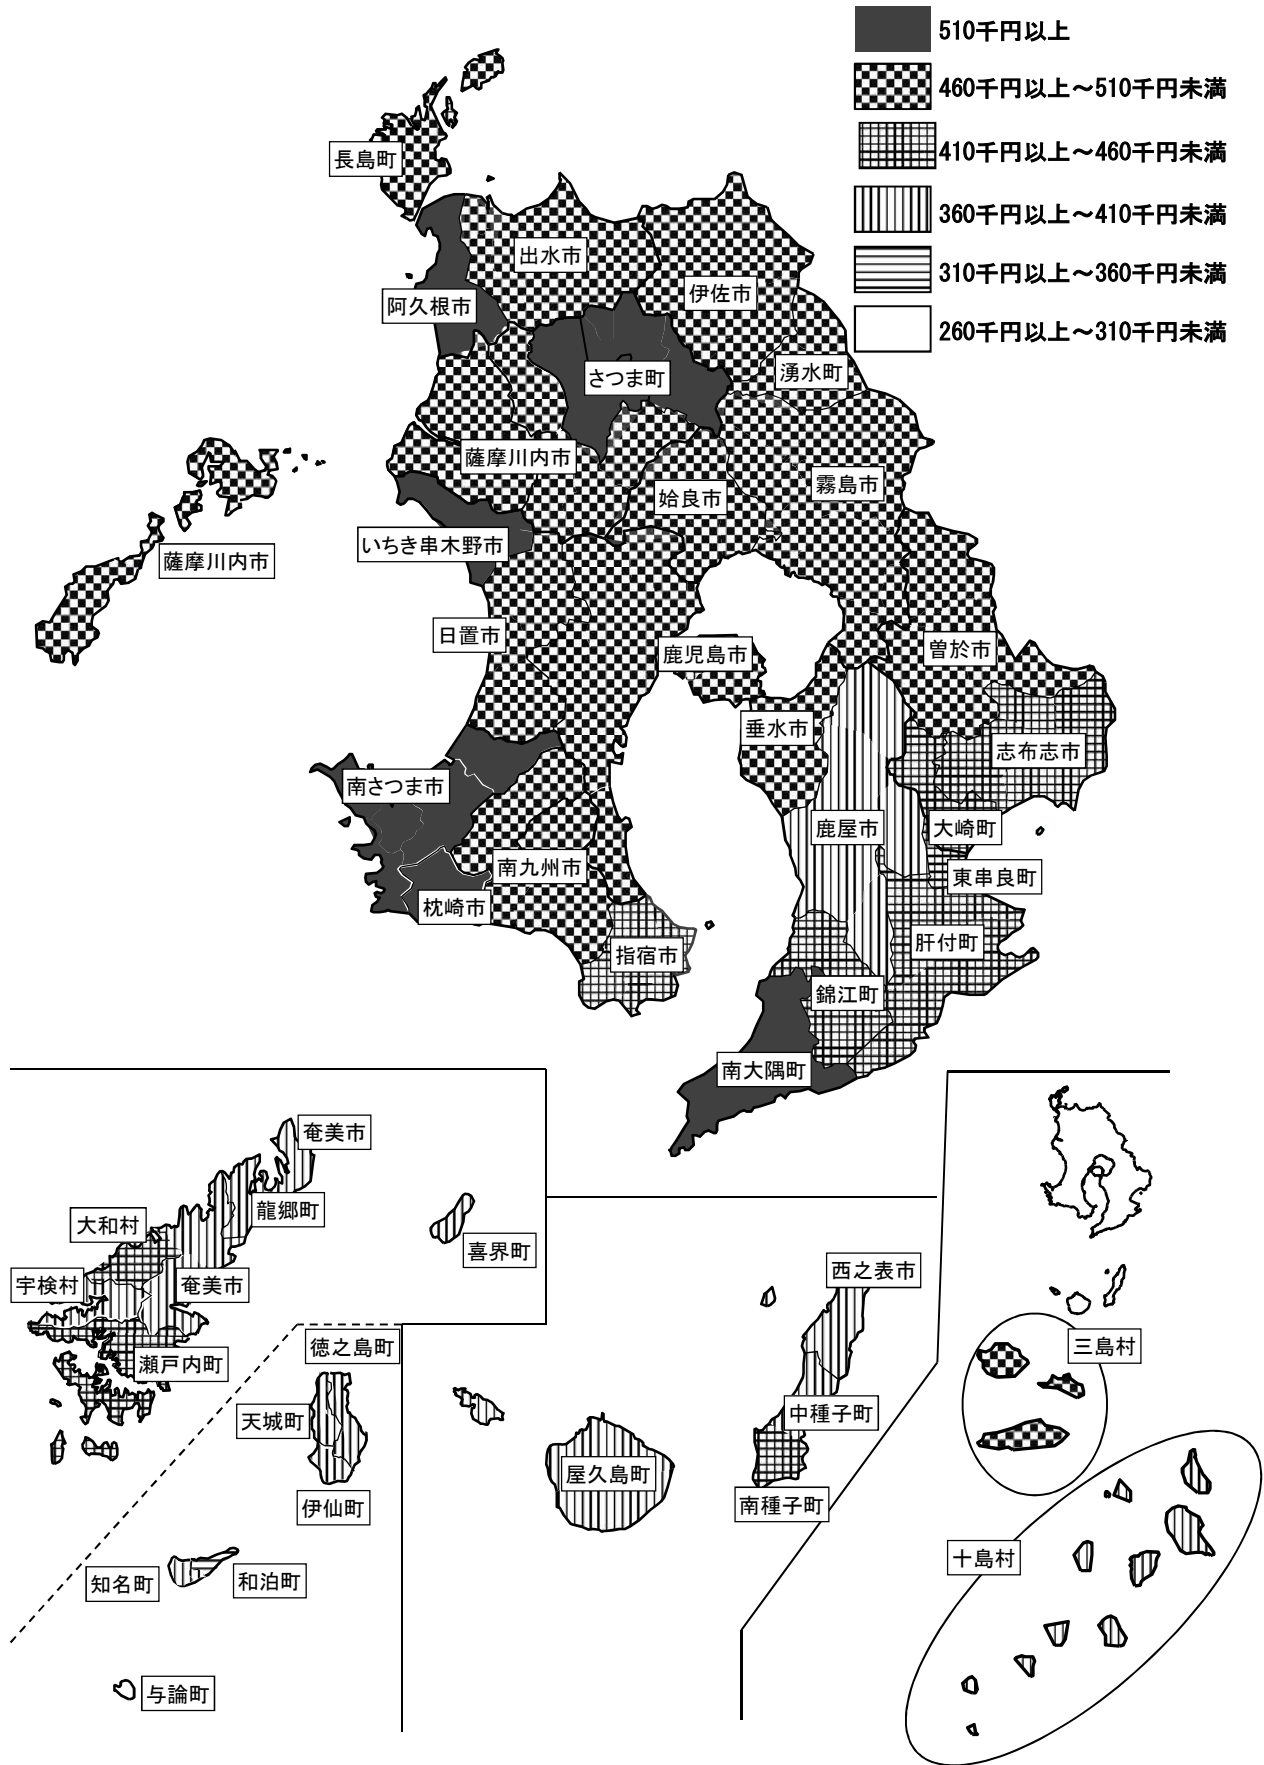 510千円以上
460千円以上～510千円未満
410千円以上～460千円未満
360千円以上～410千円未満
310千円以上～360千円未満
260千円以上～310千円未満
長島町
出水市
伊佐市
阿久根市
湧水町
さつま町
薩摩川内市
霧島市
姶良市
いちき串木野市
薩摩川内市
日置市
鹿児島市
曽於市
垂水市
志布志市
南さつま市
鹿屋市
大崎町
南九州市
東串良町
枕崎市
肝付町
指宿市
錦江町
南大隅町
奄美市
龍郷町
大和村
喜界町
宇検村
奄美市
西之表市
徳之島町
三島村
瀬戸内町
天城町
中種子町
屋久島町
伊仙町
南種子町
十島村
知名町
和泊町
与論町